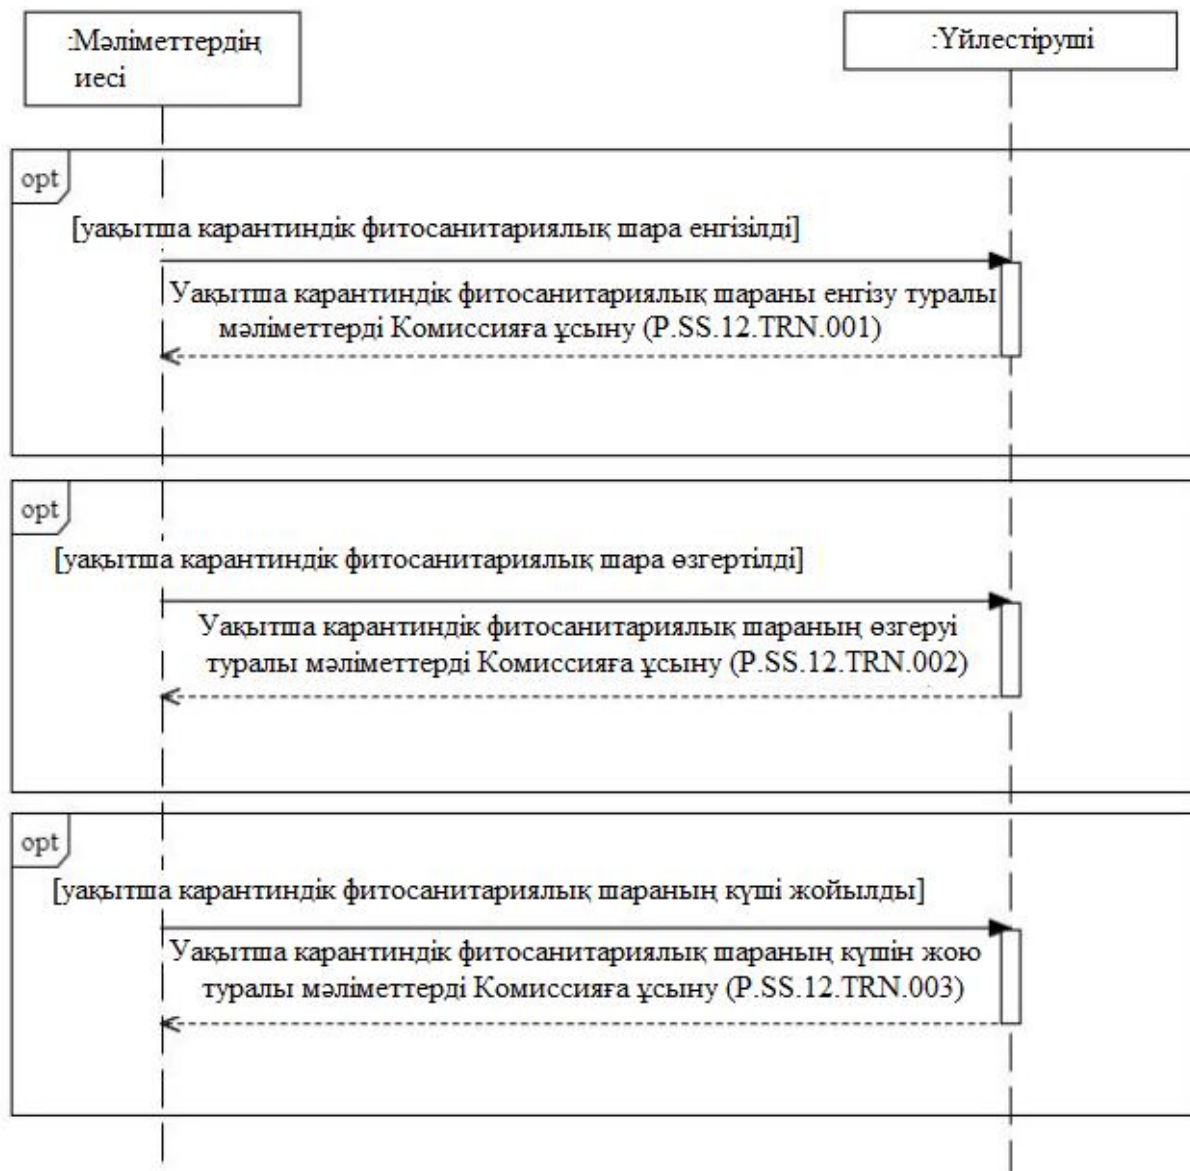 :Мәліметтердің
иесі
:Үйлестіруші
opt
[уақытша карантиндік фитосанитариялық шара енгізілді]
Уақытша карантиндік фитосанитариялық шараны енгізу туралы
мәліметтерді Комиссияға ұсыну (P.SS.12.TRN.001)
opt
[уақытша карантиндік фитосанитариялық шара өзгертілді]
Уақытша карантиндік фитосанитариялық шараның өзгеруі
туралы мәліметтерді Комиссияға ұсыну (P.SS.12.TRN.002)
opt
[уақытша карантиндік фитосанитариялық шараның күші жойылды]
Уақытша карантиндік фитосанитариялық шараның күшін жою
туралы мәліметтерді Комиссияға ұсыну (P.SS.12.TRN.003)